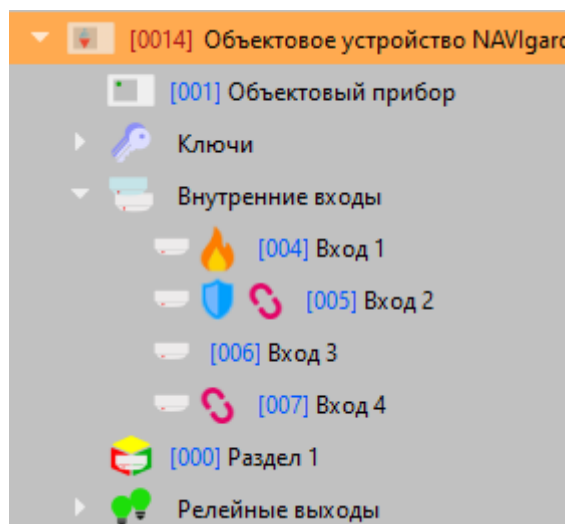 [0014] Объектовое устройство NAVIgard
[001] Объектовый прибор
Ключи
Внутренние входы
[004] Вход 1
[005] Вход 2
[006] Вход 3
[007] Вход 4
[000] Раздел 1
Релейные выходы